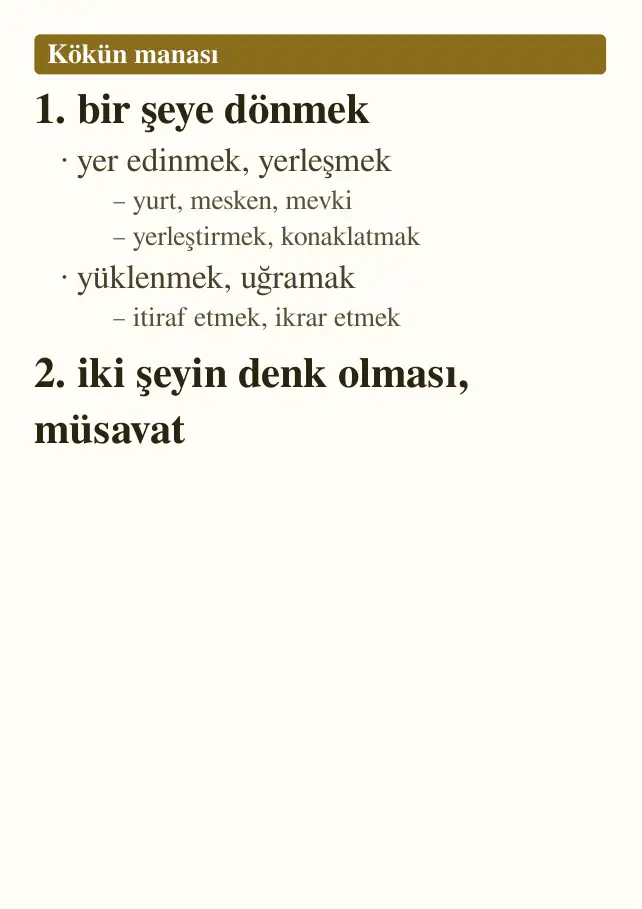 Kökün manası
1. bir şeye dönmek
· yer edinmek, yerleşmek
– yurt, mesken, mevki
– yerleştirmek, konaklatmak
· yüklenmek, uğramak
– itiraf etmek, ikrar etmek
2. iki şeyin denk olması,
müsavat